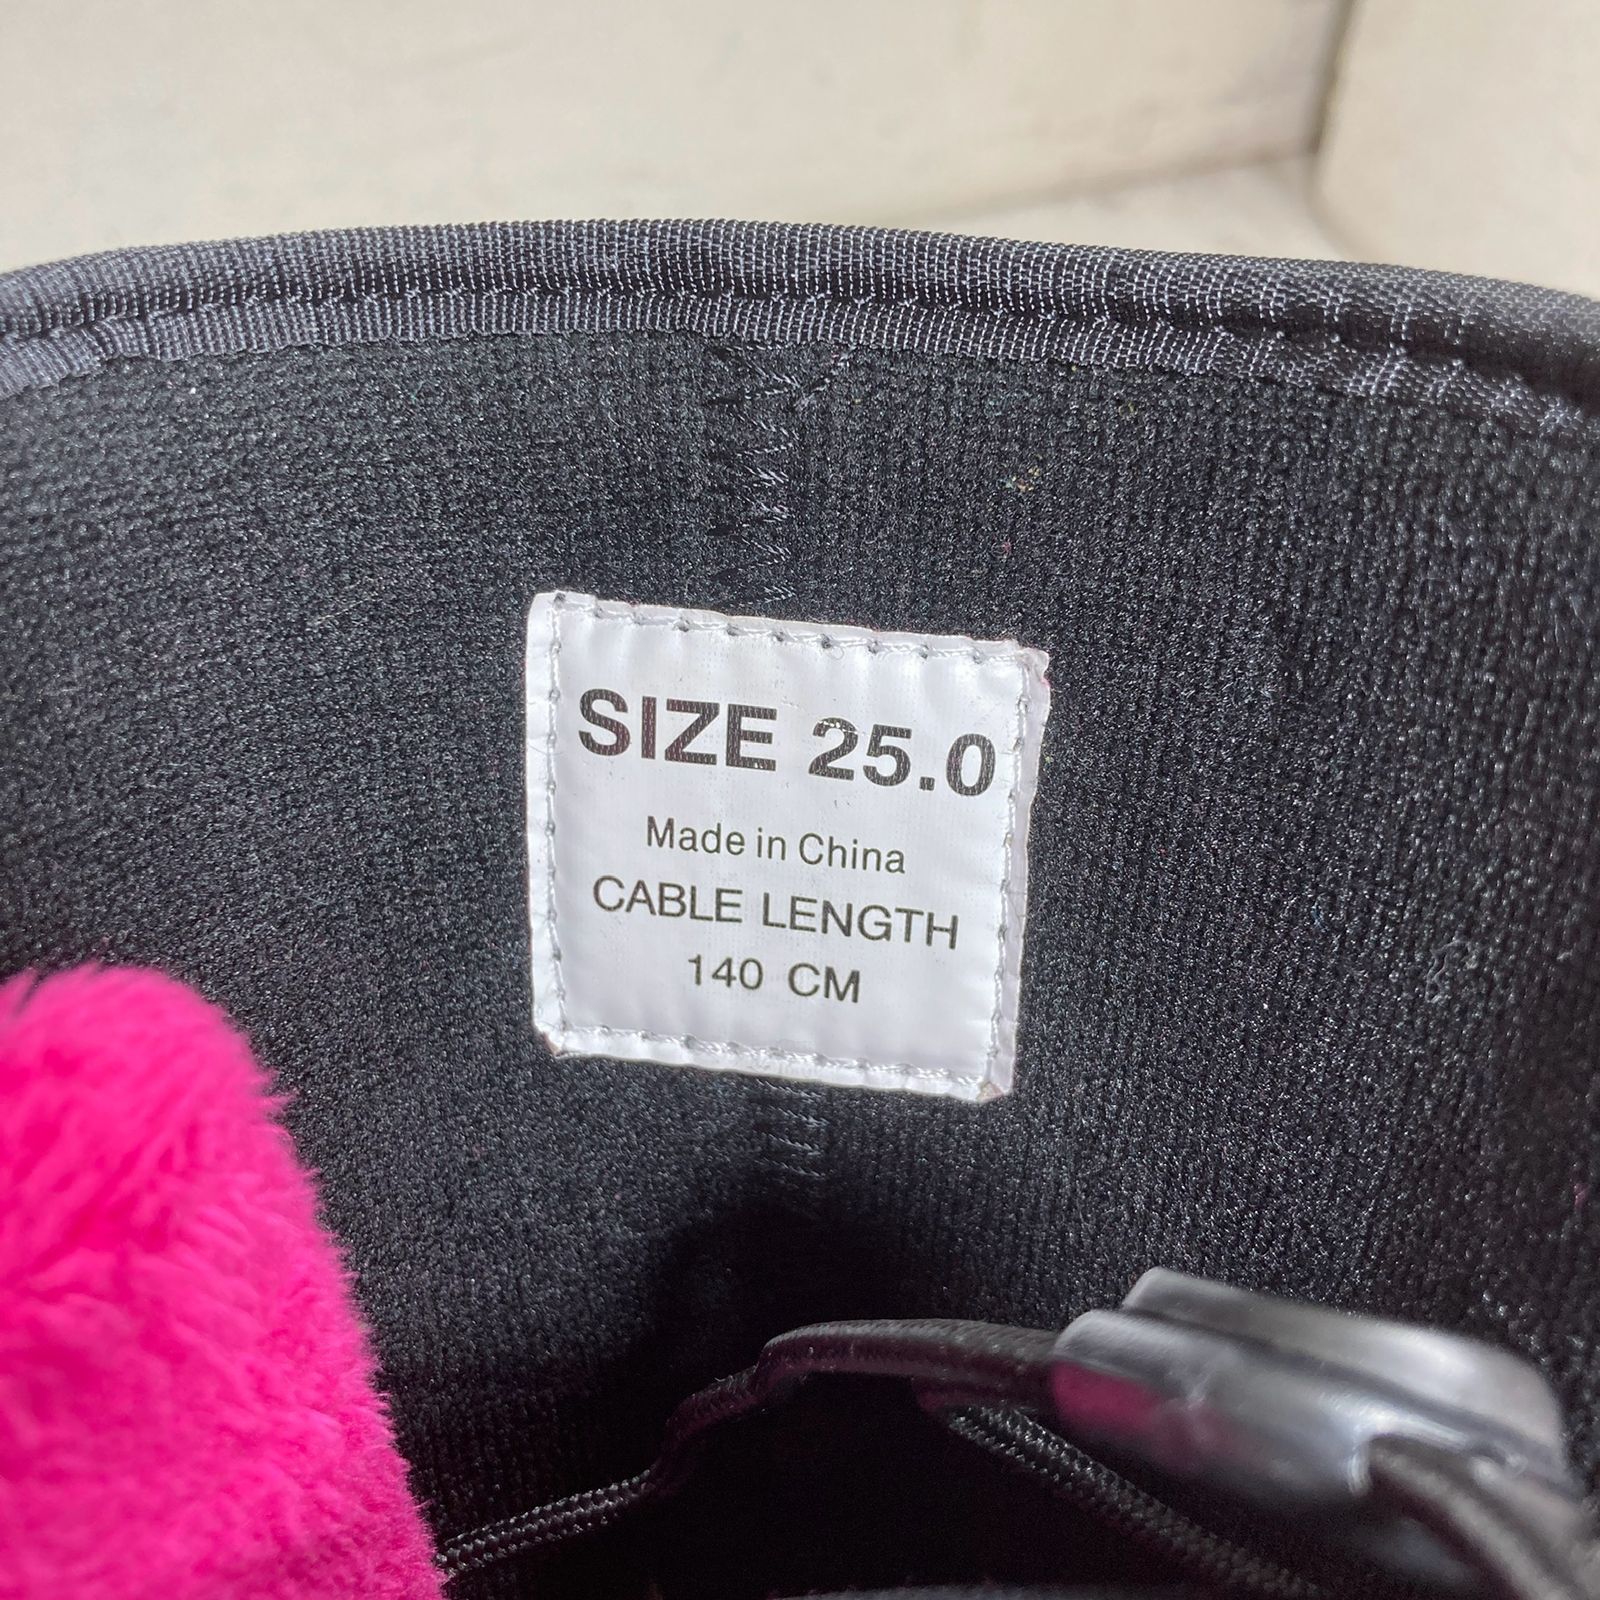 SIZE 25.0
Made in China
CABLE LENGTH
140 CM